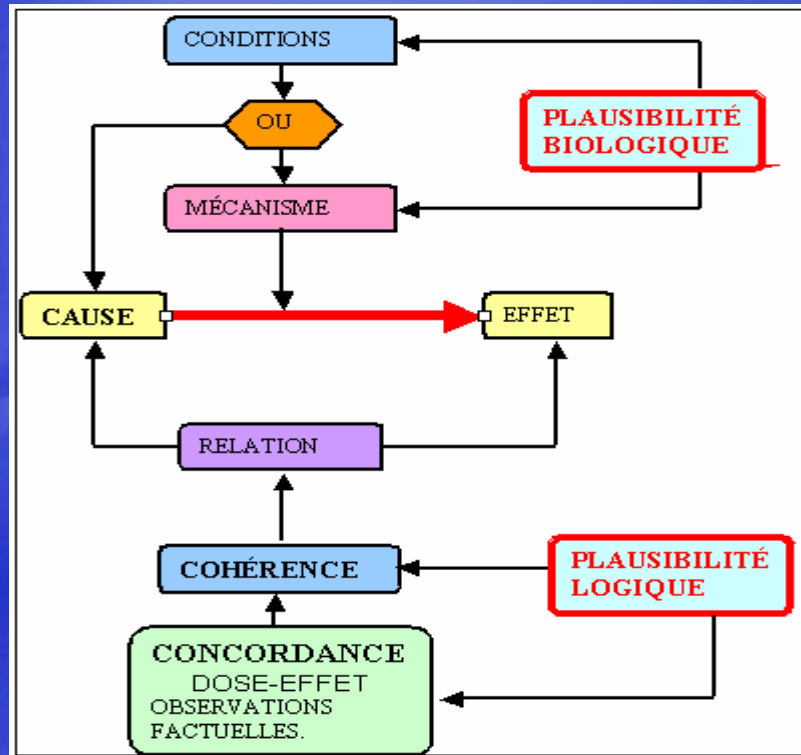 CONDITIONS
OU
PLAUSIBILITÉ
BIOLOGIQUE
MÉCANISME
CAUSE
EFFET
RELATION
COHÉRENCE
PLAUSIBILITÉ
LOGIQUE
CONCORDANCE
DOSE-EFFET
OBSERVATIONS
FACTUELLES.